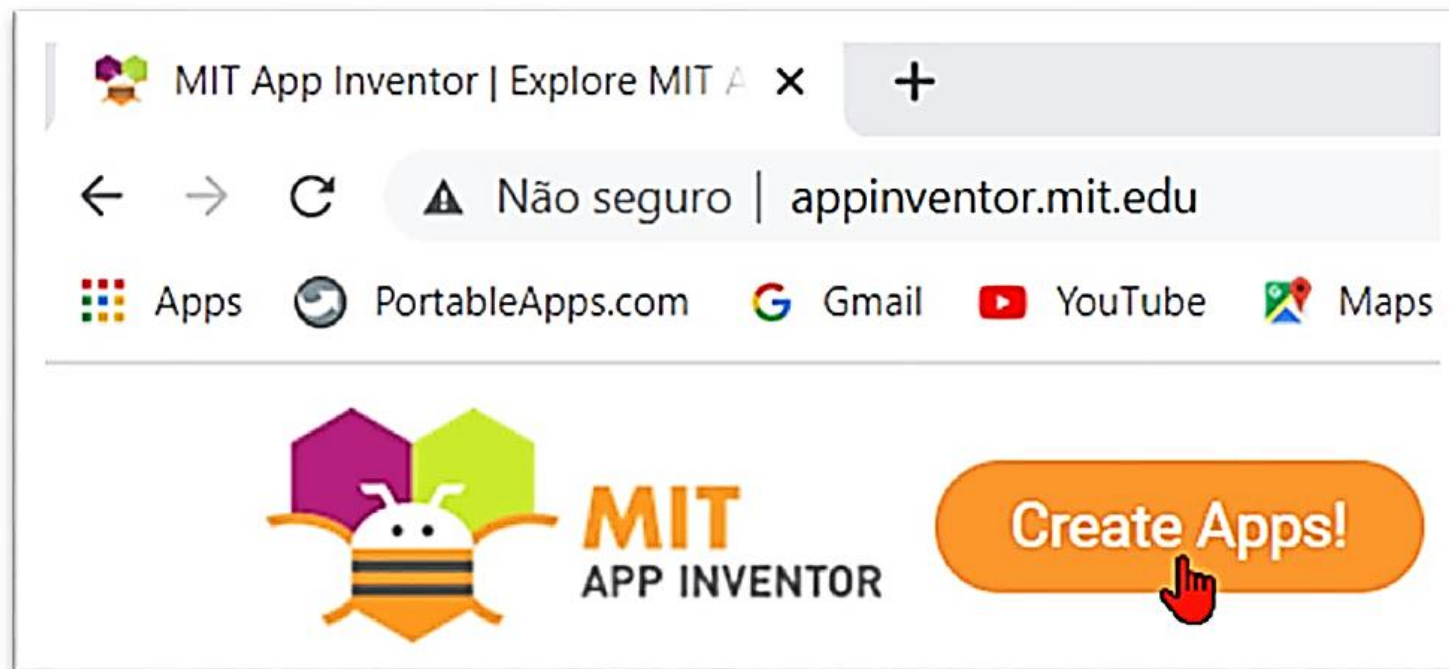 MIT App Inventor | Explore MIT A
Não seguro | appinventor.mit.edu
Apps PortableApps.com Gmail YouTube Maps
MIT
APP INVENTOR
Create Apps!